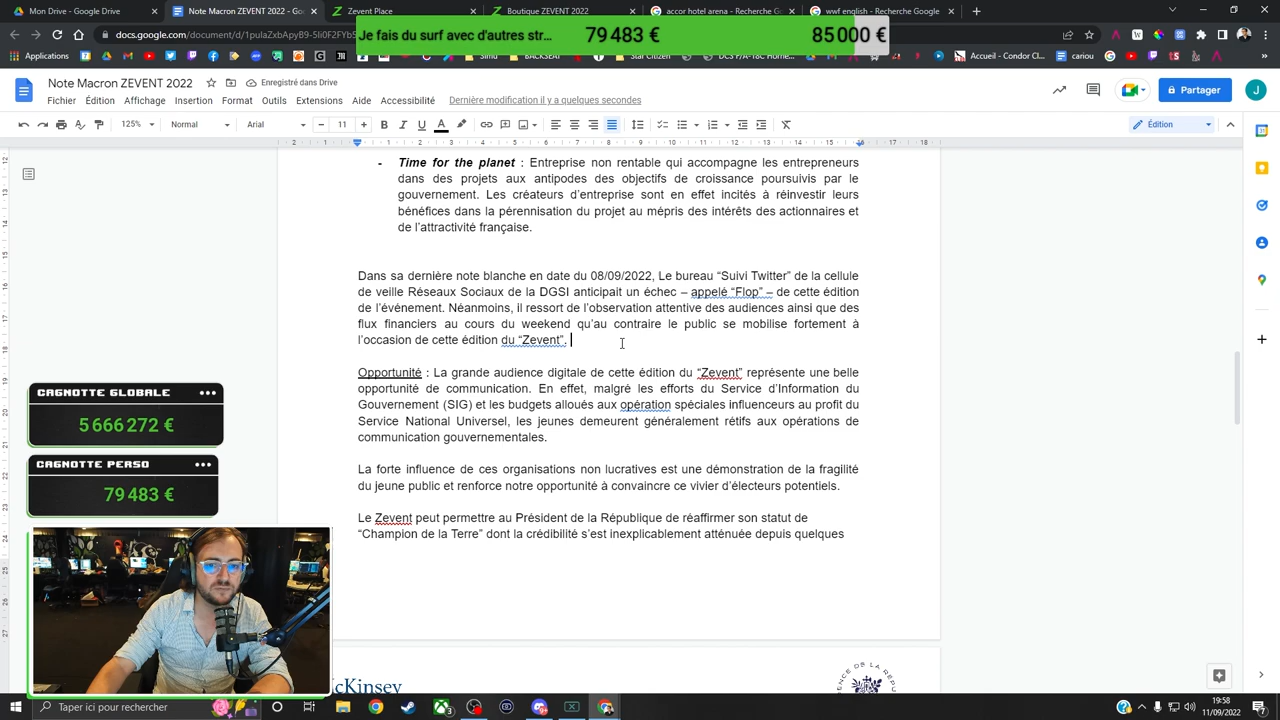 Note Macron ZEVENT 2022
ZEVENT 2022
accor hotel aregntin
wwf english - Recherche Google
docs.google.com/document/d/1pulaZxbApyB9-5Ii0F2FYb5
Je fais du surf avec d'autres str... 79 483 € 85 000 €
Applications
Simu
BACKSEAT
Star Citizen
cariou
Accueil - Condor Cl...
Note Macron ZEVENT 2022
Enregistré dans Drive
Fichier Édition Affichage Insertion Format Outils Extensions Aide Accessibilité Dernière modification il y a quelques secondes
Partager
J
125% Normal Arial 11 Édition
- Time for the planet : Entreprise non rentable qui accompagne les entrepreneurs
dans des projets aux antipodes des objectifs de croissance poursuivis par le
gouvernement. Les créateurs d'entreprise sont en effet incités à réinvestir leurs
bénéfices dans la pérennisation du projet au mépris des intérêts des actionnaires et
de l'attractivité française.
Dans sa dernière note blanche en date du 08/09/2022, Le bureau “Suivi Twitter” de la cellule
de veille Réseaux Sociaux de la DGSI anticipait un échec – appelé “Flop” – de cette édition
de l'événement. Néanmoins, il ressort de l'observation attentive des audiences ainsi que des
flux financiers au cours du weekend qu'au contraire le public se mobilise fortement à
l'occasion de cette édition du “Zevent”.
Opportunité : La grande audience digitale de cette édition du “Zevent” représente une belle
opportunité de communication. En effet, malgré les efforts du Service d'Information du
Gouvernement (SIG) et les budgets alloués aux opération spéciales influenceurs au profit du
Service National Universel, les jeunes demeurent généralement rétifs aux opérations de
communication gouvernementales.
La forte influence de ces organisations non lucratives est une démonstration de la fragilité
du jeune public et renforce notre opportunité à convaincre ce vivier d'électeurs potentiels.
Le Zevent peut permettre au Président de la République de réaffirmer son statut de
“Champion de la Terre” dont la crédibilité s'est inexplicablement atténuée depuis quelques
CAGNOTTE GLOBALE
5 666 272 €
CAGNOTTE PERSO
79 483 €
cKinsey
Taper ici pour rechercher
19:58
11/09/2022